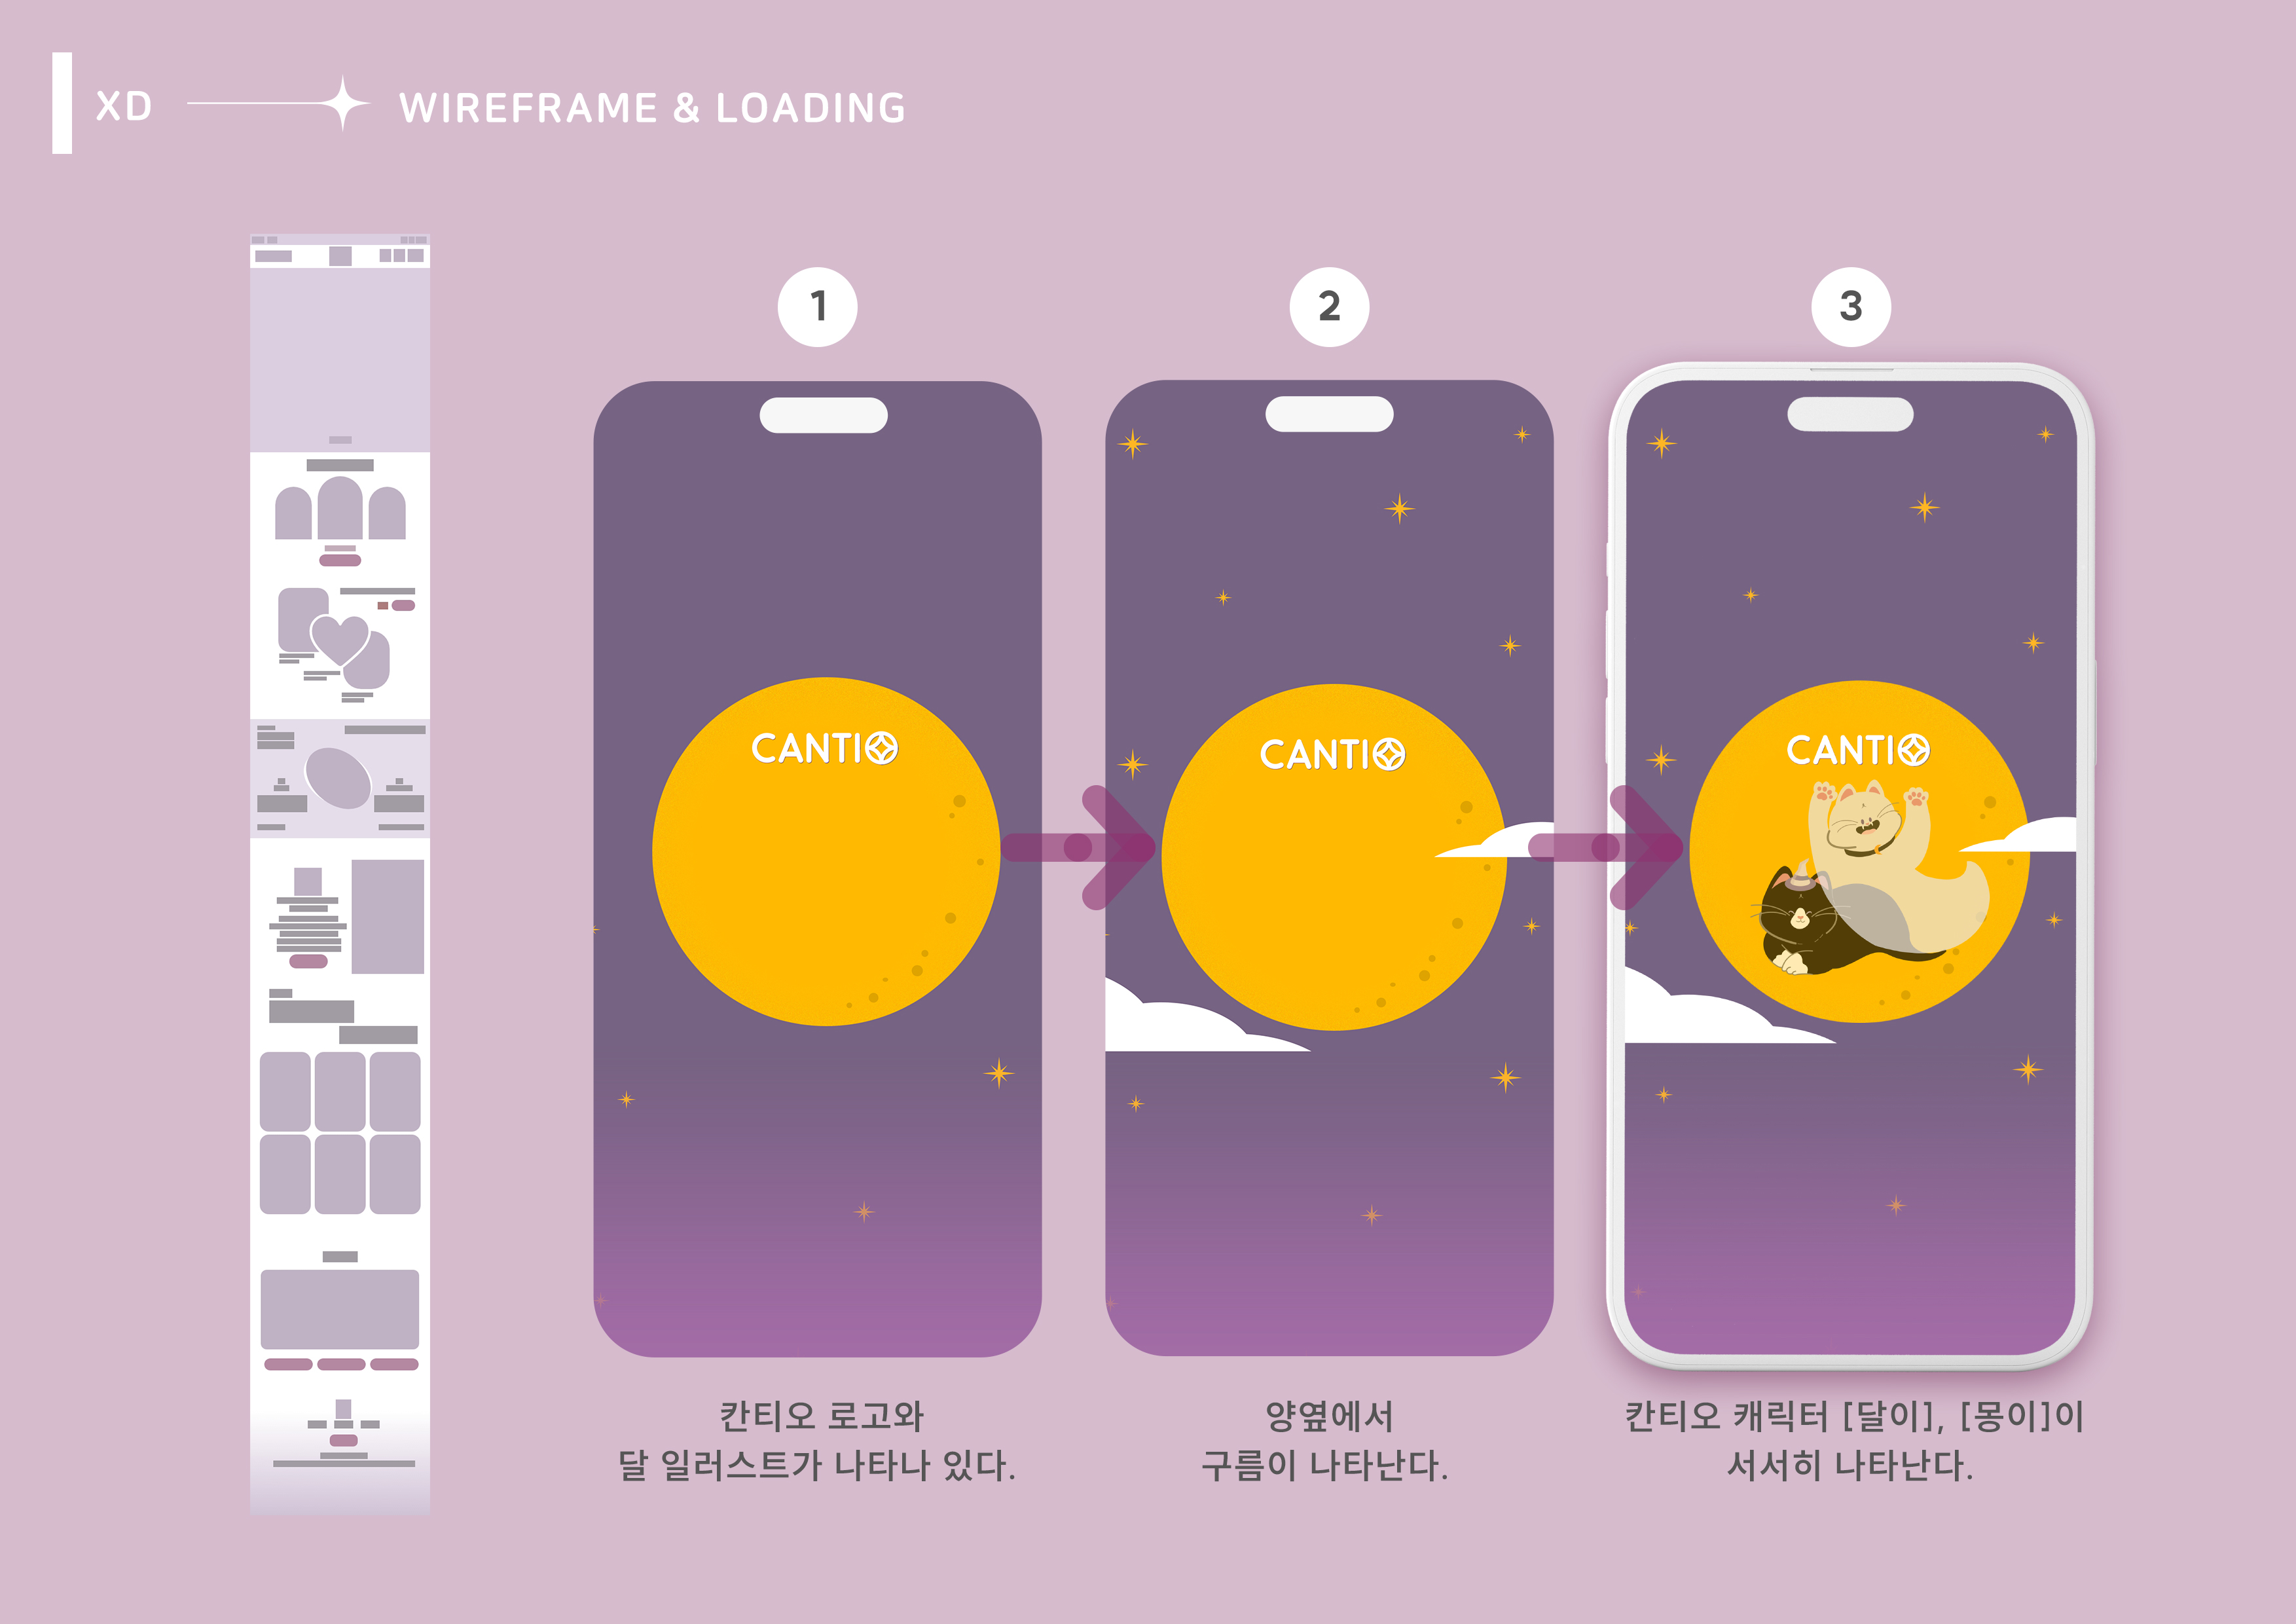 XD
WIREFRAME & LOADING
1
2
3
CANTIO
CANTIO
CANTIO
칸티오 로고와
달 일러스트가 나타나 있다.
양옆에서
구름이 나타난다.
칸티오 캐릭터 [달이], [몽이]이
서서히 나타난다.